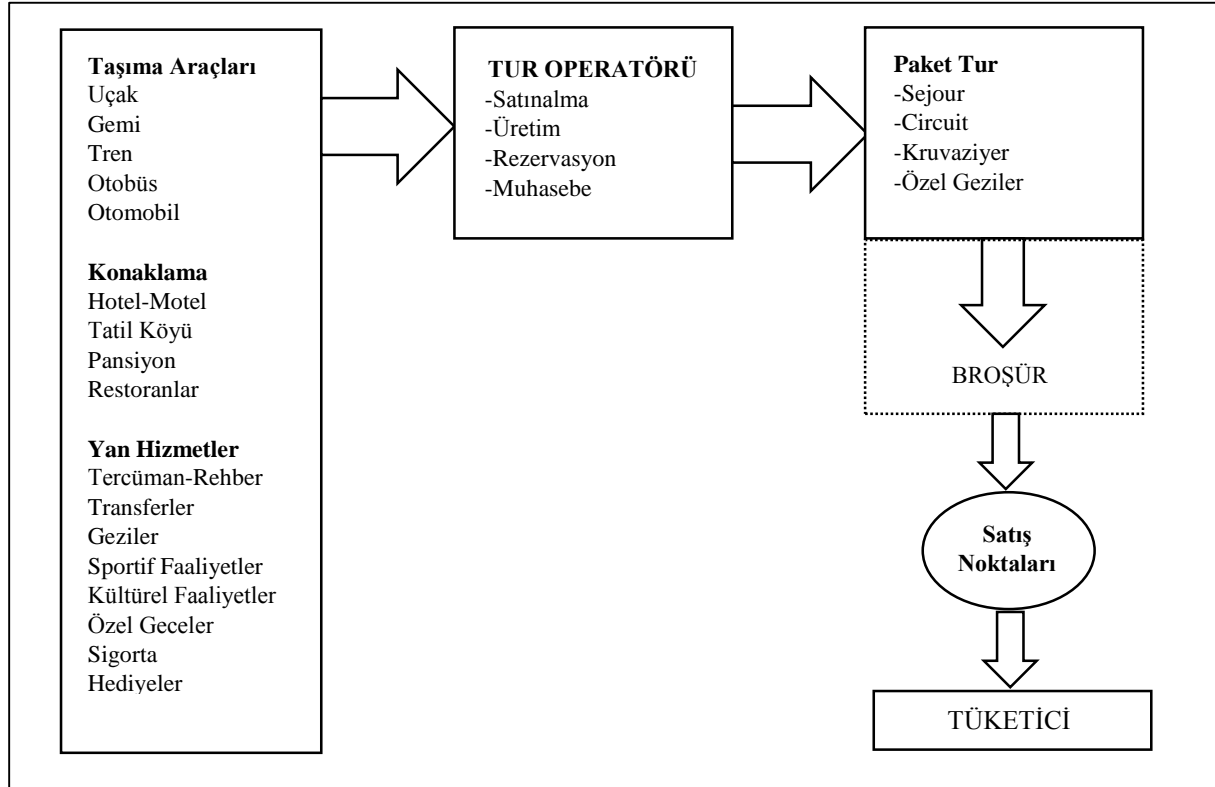 Taşıma Araçları
Uçak
Gemi
Tren
Otobüs
Otomobil
Konaklama
Hotel-Motel
Tatil Köyü
Pansiyon
Restoranlar
Yan Hizmetler
Tercüman-Rehber
Transferler
Geziler
Sportif Faaliyetler
Kültürel Faaliyetler
Özel Geceler
Sigorta
Hediyeler
TUR OPERATÖRÜ
-Satınalma
-Üretim
-Rezervasyon
-Muhasebe
Paket Tur
-Sejour
-Circuit
-Kruvaziyer
-Özel Geziler
BROŞÜR
Satış
Noktaları
TÜKETİCİ